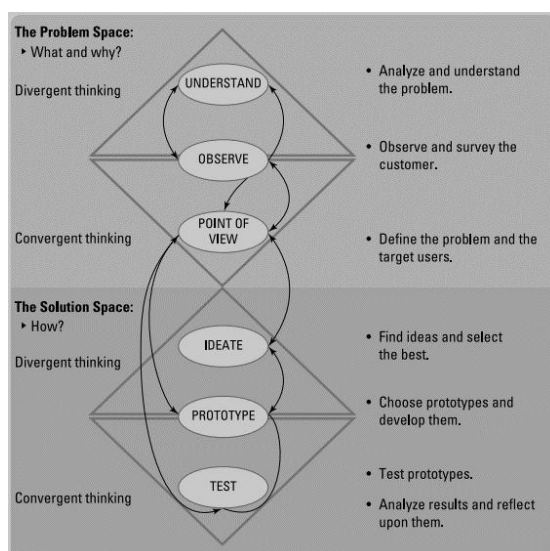 The Problem Space:
‣ What and why?
Divergent thinking
UNDERSTAND
• Analyze and understand
the problem.
OBSERVE
• Observe and survey the
customer.
Convergent thinking
POINT OF
VIEW
• Define the problem and the
target users.
The Solution Space:
‣ How?
Divergent thinking
IDEATE
• Find ideas and select
the best.
PROTOTYPE
• Choose prototypes and
develop them.
Convergent thinking
TEST
• Test prototypes.
• Analyze results and reflect
upon them.